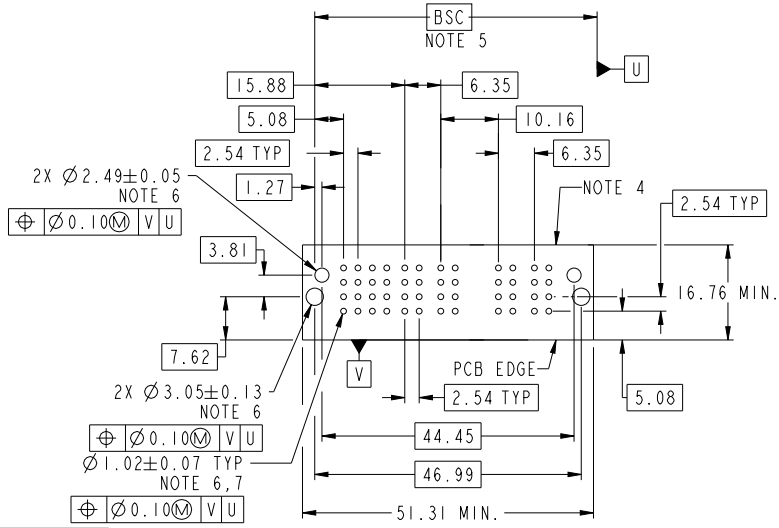 BSC
NOTE 5
U
15.88
6.35
5.08
10.16
2.54 TYP
6.35
2X Ø2.49±0.05
NOTE 6
1.27
NOTE 4
2.54 TYP
⌖ Ø0.10Ⓜ V U
3.81
16.76 MIN.
7.62
V
PCB EDGE
2X Ø3.05±0.13
NOTE 6
2.54 TYP
5.08
⌖ Ø0.10Ⓜ V U
44.45
Ø1.02±0.07 TYP
NOTE 6,7
46.99
⌖ Ø0.10Ⓜ V U
51.31 MIN.